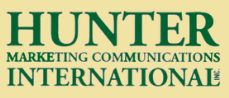 HUNTER
MARKETING COMMUNICATIONS
INTERNATIONAL INC.